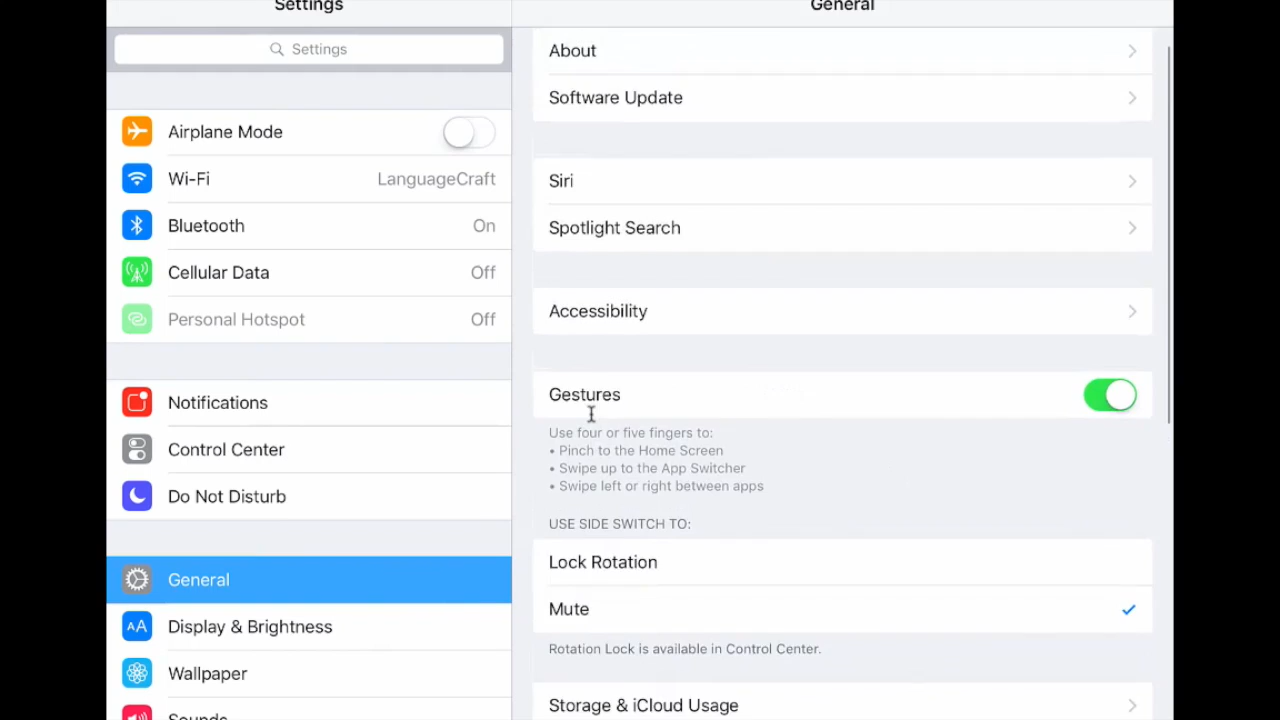 Settings
General
Settings
Airplane Mode
Wi-Fi LanguageCraft
Bluetooth On
Cellular Data Off
Personal Hotspot Off
Notifications
Control Center
Do Not Disturb
General
AA Display & Brightness
Wallpaper
Sounds
About
Software Update
Siri
Spotlight Search
Accessibility
Gestures
Use four or five fingers to:
• Pinch to the Home Screen
• Swipe up to the App Switcher
• Swipe left or right between apps
USE SIDE SWITCH TO:
Lock Rotation
Mute
Rotation Lock is available in Control Center.
Storage & iCloud Usage